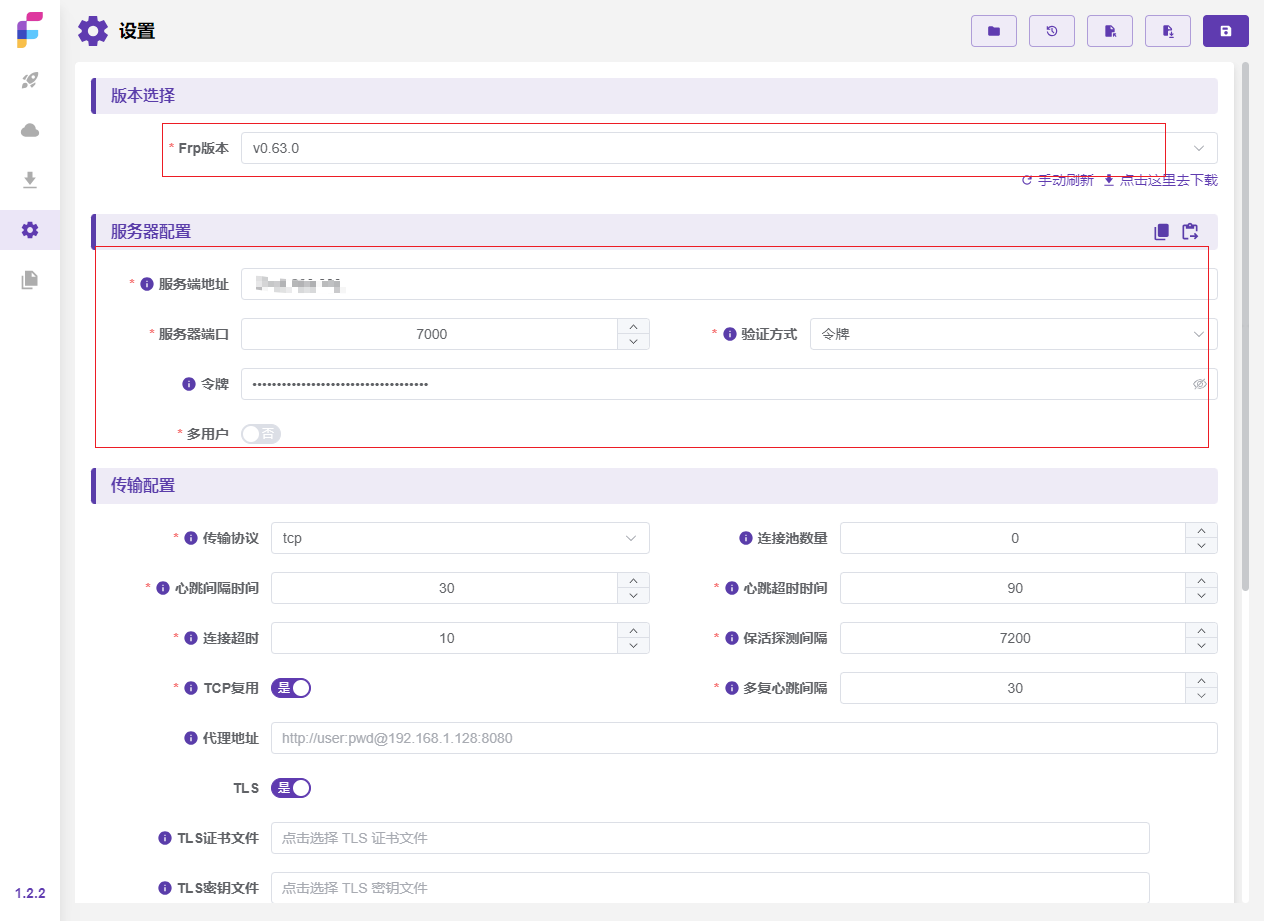 设置
版本选择
* Frp版本 v0.63.0
手动刷新 点击这里去下载
服务器配置
* 服务端地址
* 服务器端口 7000 * 验证方式 令牌
令牌 ••••••••••••••••••••••••••••••••••••
* 多用户 否
传输配置
* 传输协议 tcp 连接池数量 0
* 心跳间隔时间 30 * 心跳超时时间 90
* 连接超时 10 * 保活探测间隔 7200
* TCP复用 是 * 多复心跳间隔 30
代理地址 http://user:pwd@192.168.1.128:8080
TLS 是
TLS证书文件 点击选择 TLS 证书文件
TLS密钥文件 点击选择 TLS 密钥文件
1.2.2